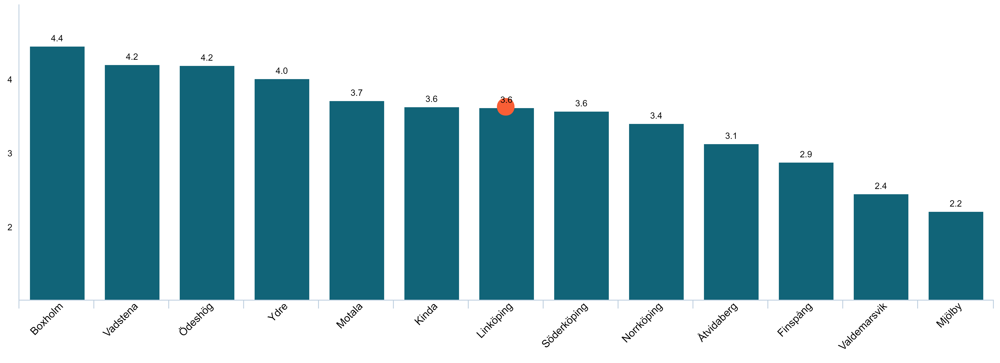 4.4
4.2
4.2
4.0
3.7
3.6
3.6
3.6
3.4
3.1
2.9
2.4
2.2
4
3
2
Boxholm
Vadstena
Ödeshög
Ydre
Motala
Kinda
Linköping
Söderköping
Norrköping
Åtvidaberg
Finspång
Valdemarsvik
Mjölby